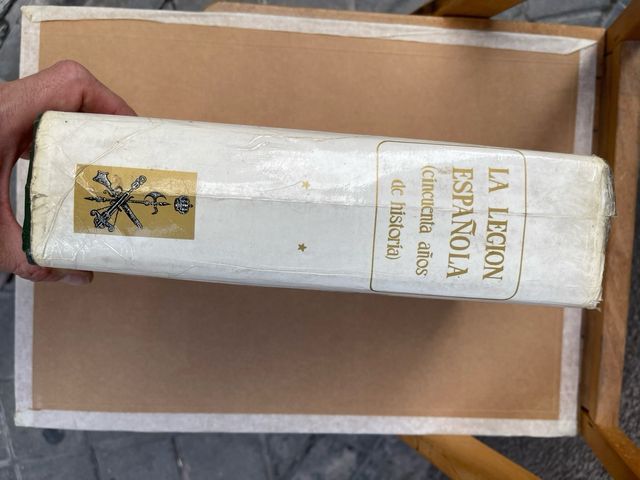 LA LEGION
ESPAÑOLA
(cincuenta años
de historia)